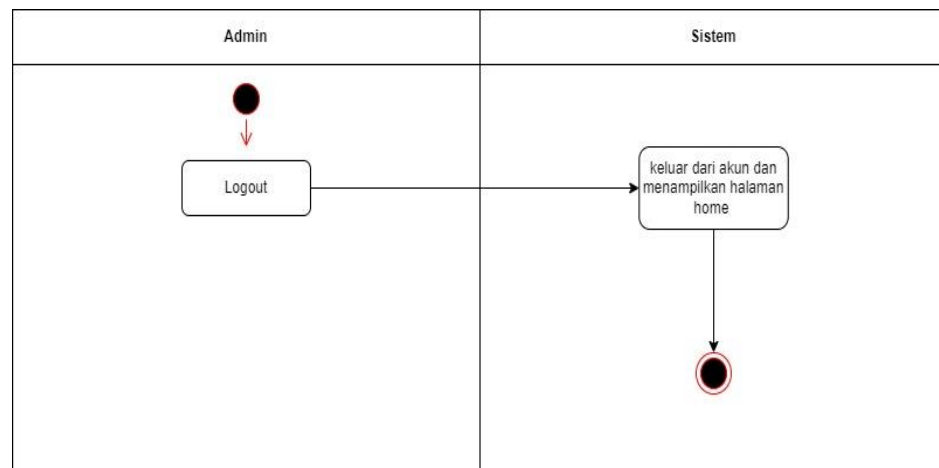 Admin
Sistem
Logout
keluar dari akun dan
menampilkan halaman
home